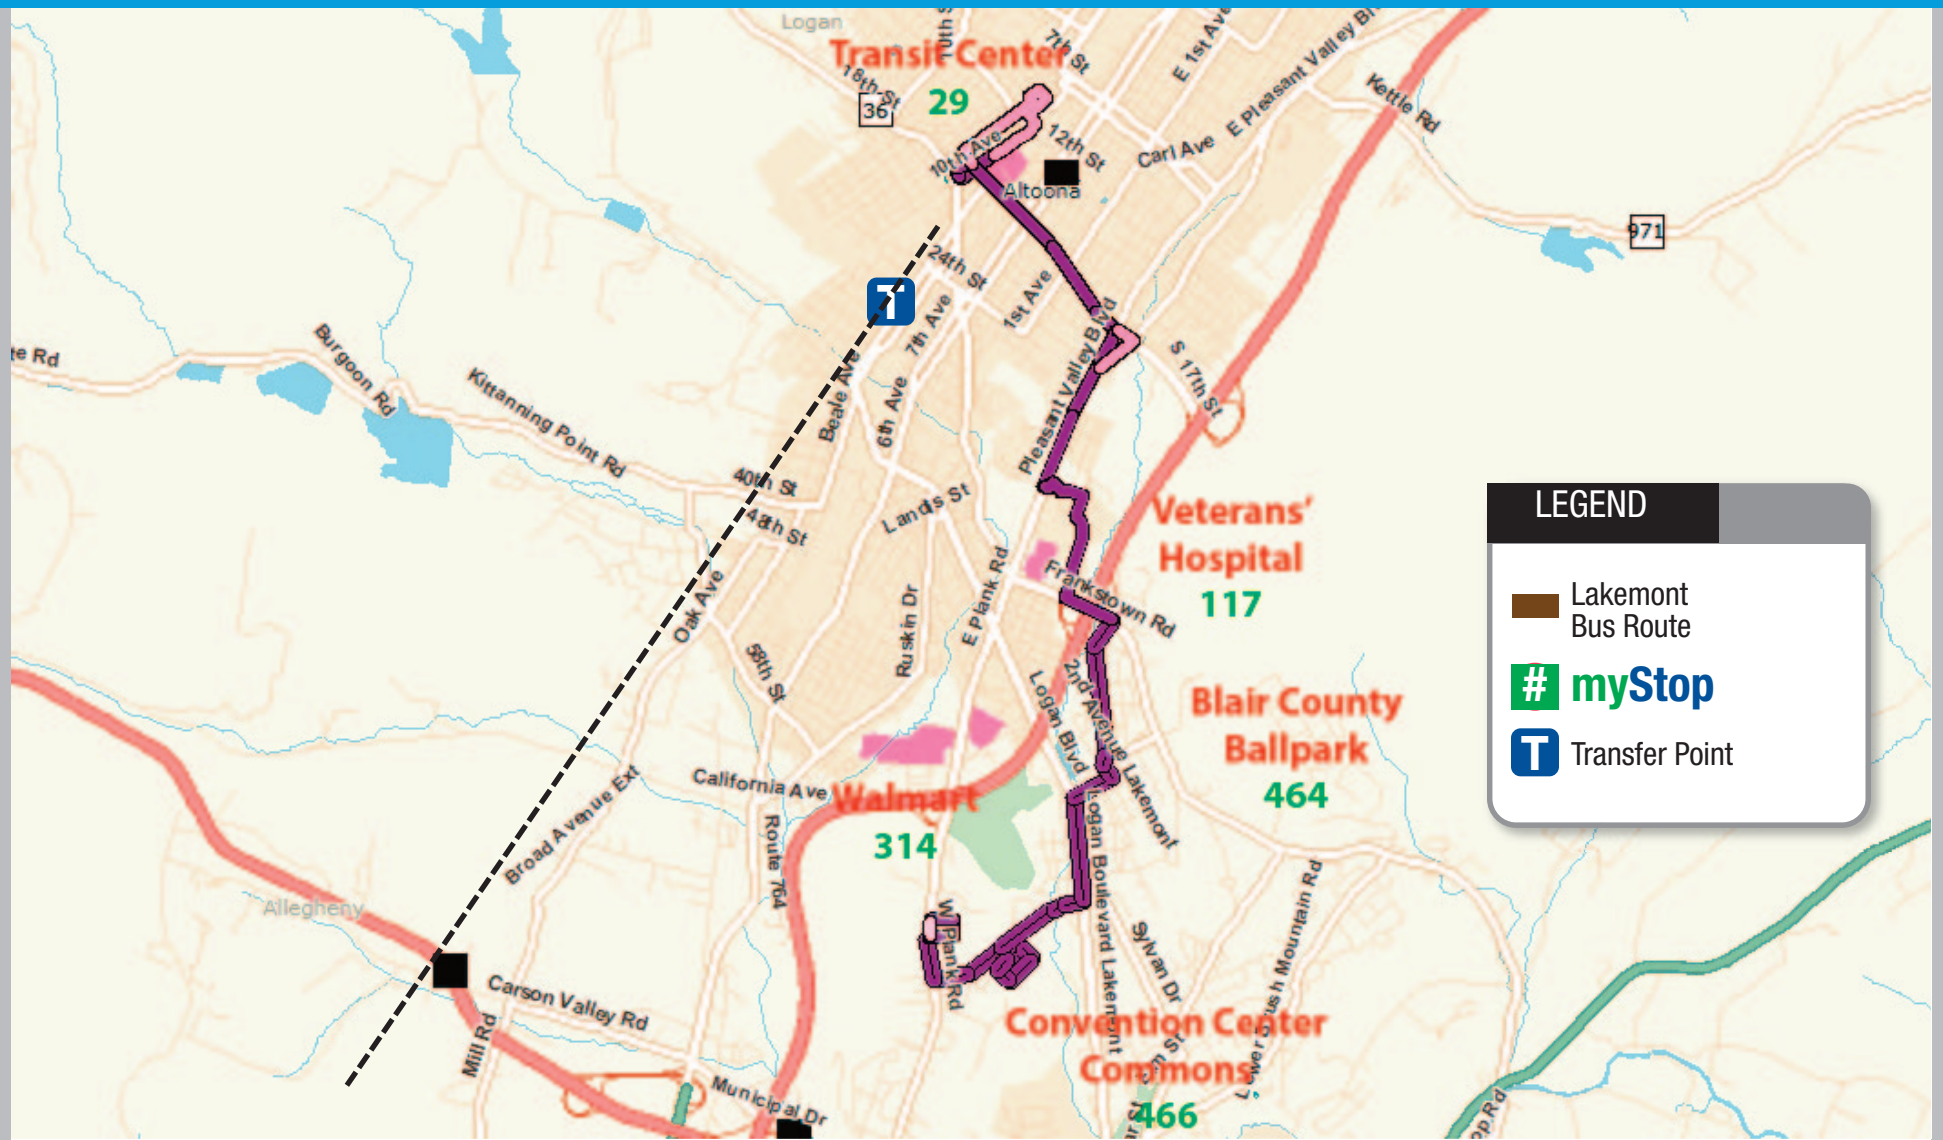 Logan
10th S
7th St
E 1st Ave
E Pleasant Valley Bl
Transit Center
29
18th St
36
Kettle Rd
10th Ave
12th St
Carl Ave
Altoona
971
24th St
1st Ave
T
7th Ave
Pleasant Valley Blvd
S 17th St
te Rd
Burgoon Rd
Kittanning Point Rd
Beale Ave
6th Ave
40th St
Landis St
Veterans'
Hospital
117
Oak Ave
58th St
Ruskin Dr
E Plank Rd
Frankstown Rd
LEGEND
Lakemont
Bus Route
# myStop
T Transfer Point
2nd Avenue Lakemont
Logan Blvd
Blair County
Ballpark
464
California Ave
Walmart
314
Broad Avenue Ext
Route 764
Logan Boulevard Lakemont
Allegheny
W Plank Rd
Sylvan Dr
Carson Valley Rd
Mill Rd
Municipal Dr
Convention Center
Commons
466
op Rd